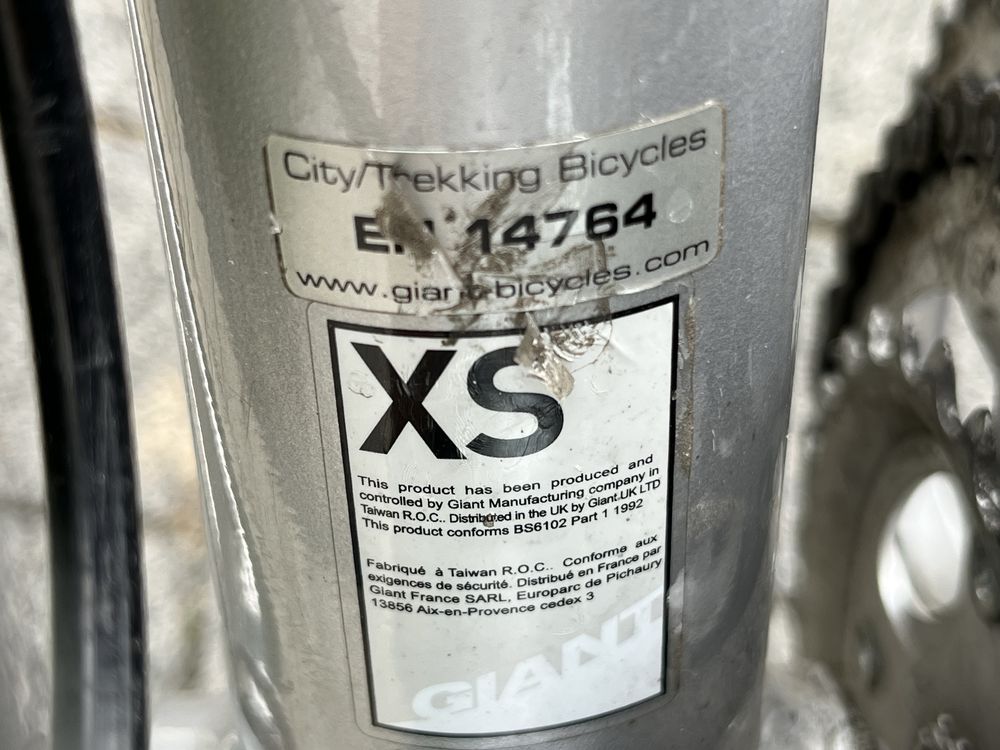 City/Trekking Bicycles
EN 14764
www.giant-bicycles.com
XS
This product has been produced and
controlled by Giant Manufacturing company in
Taiwan R.O.C.. Distributed in the UK by Giant.UK LTD
This product conforms BS6102 Part 1 1992
Fabriqué à Taiwan R.O.C.. Conforme aux
exigences de sécurité. Distribué en France par
Giant France SARL, Europarc de Pichaury
13856 Aix-en-Provence cedex 3
GIANT